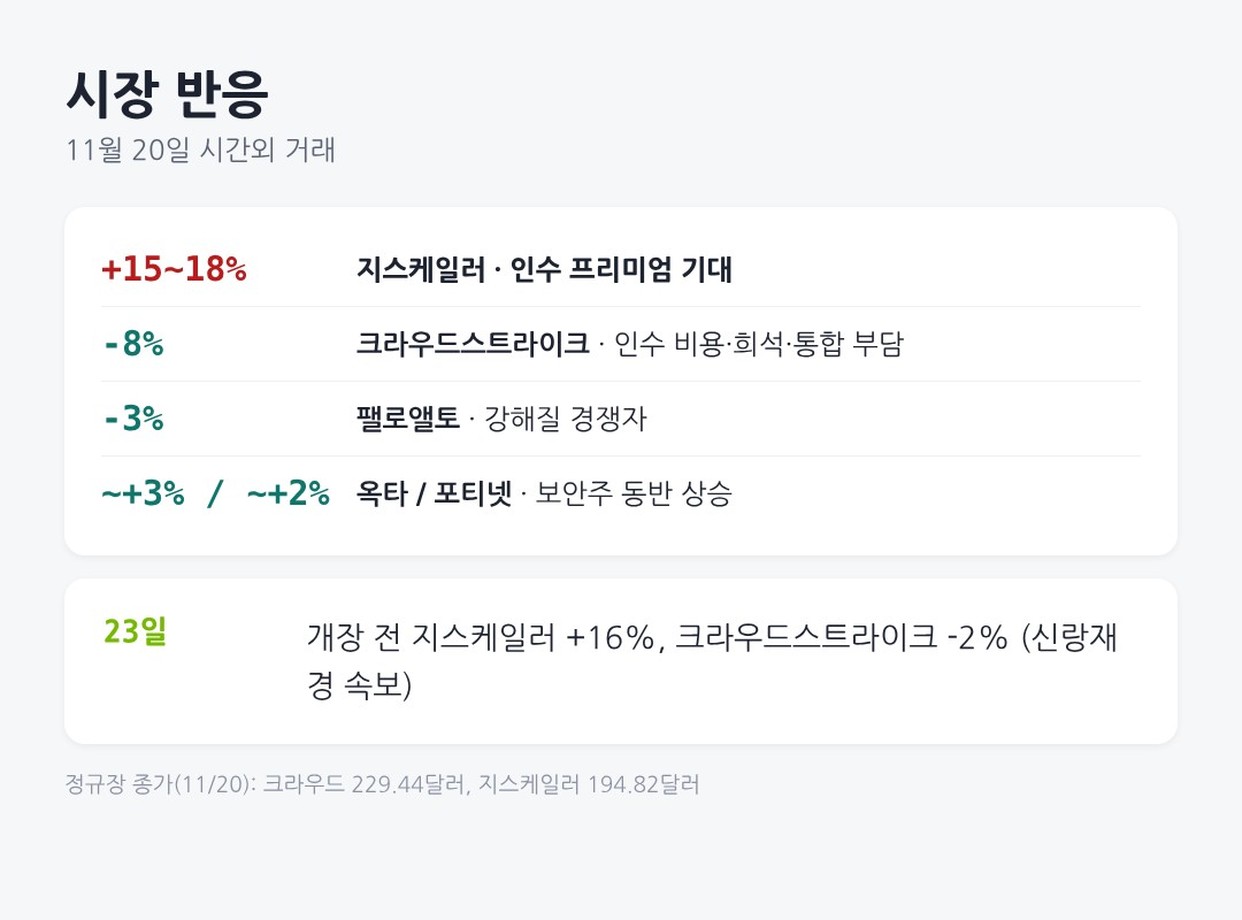 시장 반응
11월 20일 시간외 거래
+15~18% 지스케일러 · 인수 프리미엄 기대
-8% 크라우드스트라이크 · 인수 비용·희석·통합 부담
-3% 팰로앨토 · 강해질 경쟁자
~+3% / ~+2% 옥타 / 포티넷 · 보안주 동반 상승
23일 개장 전 지스케일러 +16%, 크라우드스트라이크 -2% (신랑재
경 속보)
정규장 종가(11/20): 크라우드 229.44달러, 지스케일러 194.82달러